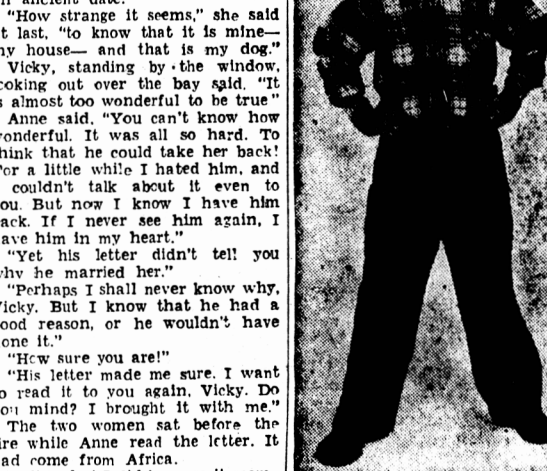 ancient date.
"How strange it seems," she said
t last, "to know that it is mine—
ny house— and that is my dog."
Vicky, standing by the window,
ooking out over the bay said. "It
s almost too wonderful to be true"
Anne said, "You can't know how
onderful. It was all so hard. To
hink that he could take her back!
or a little while I hated him, and
couldn't talk about it even to
ou. But now I know I have him
ack. If I never see him again, I
ave him in my heart."
"Yet his letter didn't tell you
why he married her."
"Perhaps I shall never know why,
Vicky. But I know that he had a
ood reason, or he wouldn't have
one it."
"How sure you are!"
"His letter made me sure. I want
o read it to you again, Vicky. Do
ou mind? I brought it with me."
The two women sat before the
ire while Anne read the letter. It
ad come from Africa.